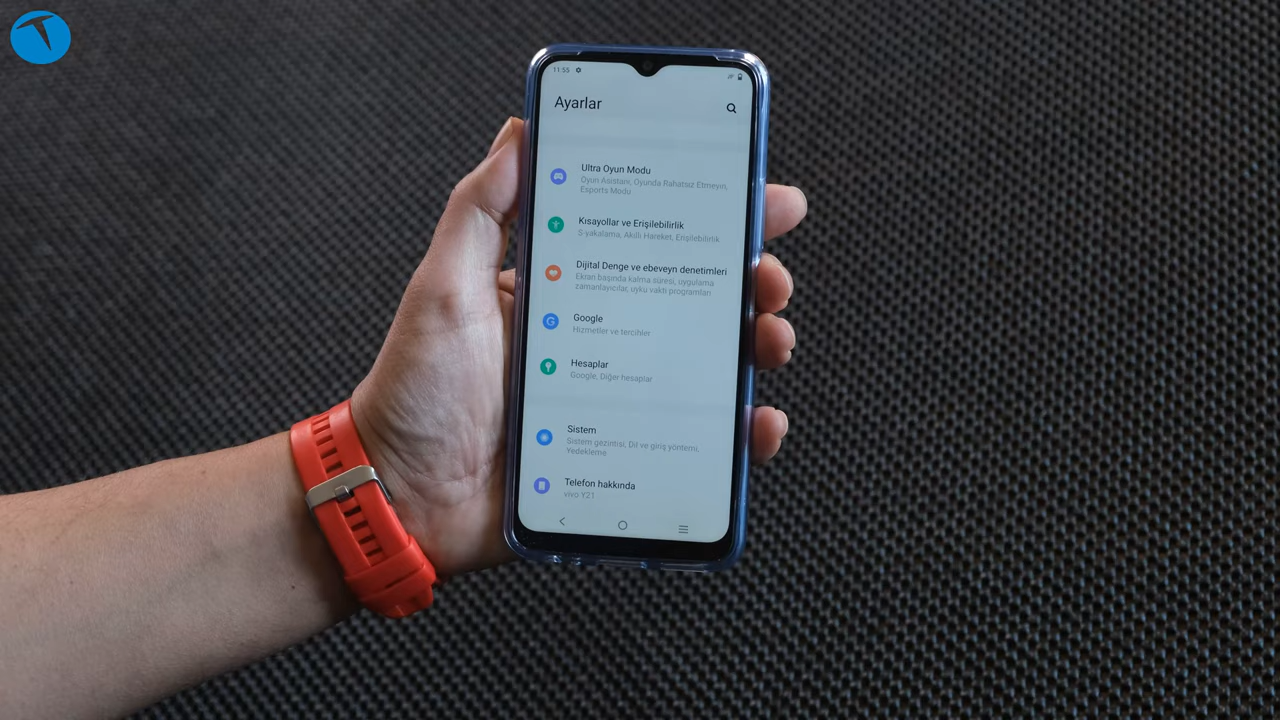 11:55
Ayarlar
Ultra Oyun Modu
Oyun Asistanı, Oyunda Rahatsız Etmeyin,
Esports Modu
Kısayollar ve Erişilebilirlik
S-yakalama, Akıllı Hareket, Erişilebilirlik
Dijital Denge ve ebeveyn denetimleri
Ekran başında kalma süresi, uygulama
zamanlayıcılar, uyku vakti programları
Google
Hizmetler ve tercihler
Hesaplar
Google, Diğer hesaplar
Sistem
Sistem gezintisi, Dil ve giriş yöntemi,
Yedekleme
Telefon hakkında
vivo Y21